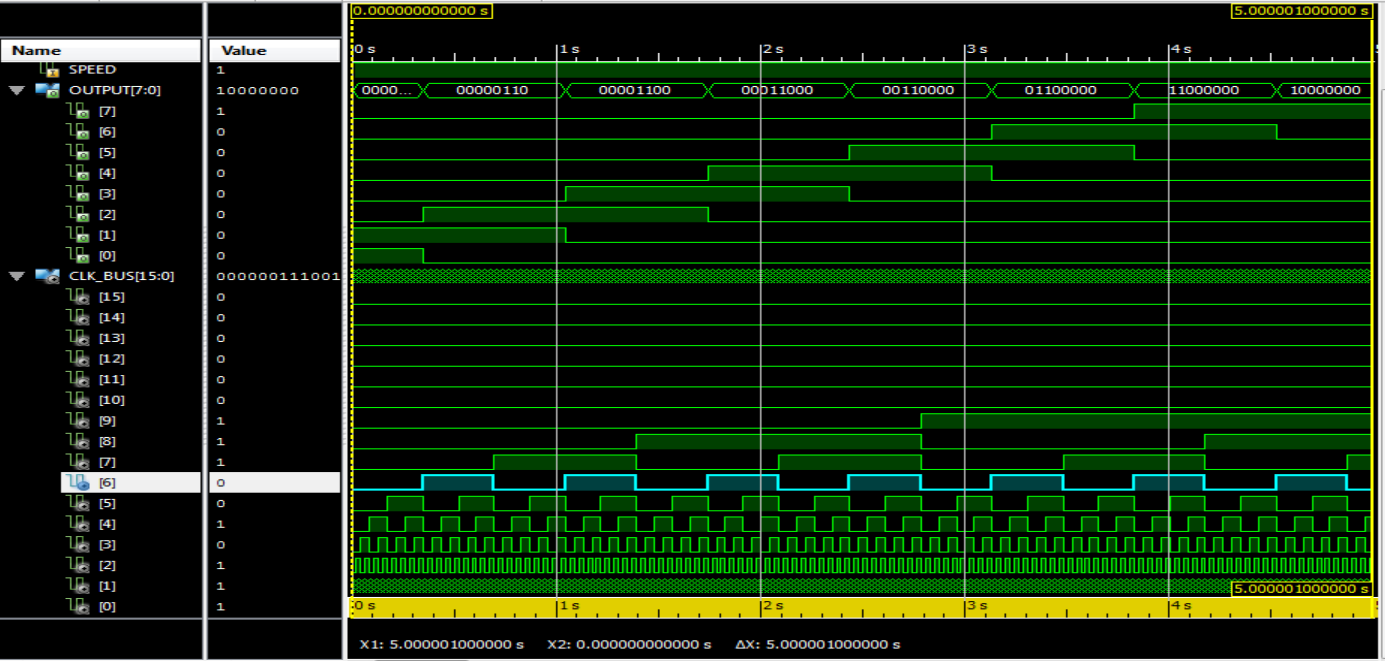 0.000000000000 s 5.000001000000 s
Name Value 0 s 1 s 2 s 3 s 4 s
SPEED 1
OUTPUT[7:0] 10000000 0000... 00000110 00001100 00011000 00110000 01100000 11000000 10000000
[7] 1
[6] 0
[5] 0
[4] 0
[3] 0
[2] 0
[1] 0
[0] 0
CLK_BUS[15:0] 000000111001
[15] 0
[14] 0
[13] 0
[12] 0
[11] 0
[10] 0
[9] 1
[8] 1
[7] 1
[6] 0
[5] 0
[4] 1
[3] 0
[2] 1
[1] 1 5.000001000000 s
[0] 1 0 s 1 s 2 s 3 s 4 s
X1: 5.000001000000 s X2: 0.000000000000 s ΔX: 5.000001000000 s